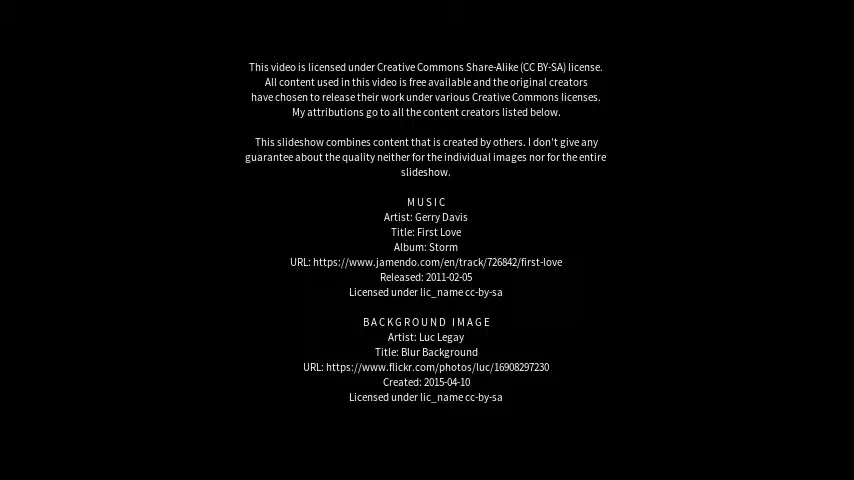 This video is licensed under Creative Commons Share-Alike (CC BY-SA) license.
All content used in this video is free available and the original creators
have chosen to release their work under various Creative Commons licenses.
My attributions go to all the content creators listed below.
This slideshow combines content that is created by others. I don't give any
guarantee about the quality neither for the individual images nor for the entire
slideshow.
MUSIC
Artist: Gerry Davis
Title: First Love
Album: Storm
URL: https://www.jamendo.com/en/track/726842/first-love
Released: 2011-02-05
Licensed under lic_name cc-by-sa
BACKGROUND IMAGE
Artist: Luc Legay
Title: Blur Background
URL: https://www.flickr.com/photos/luc/16908297230
Created: 2015-04-10
Licensed under lic_name cc-by-sa